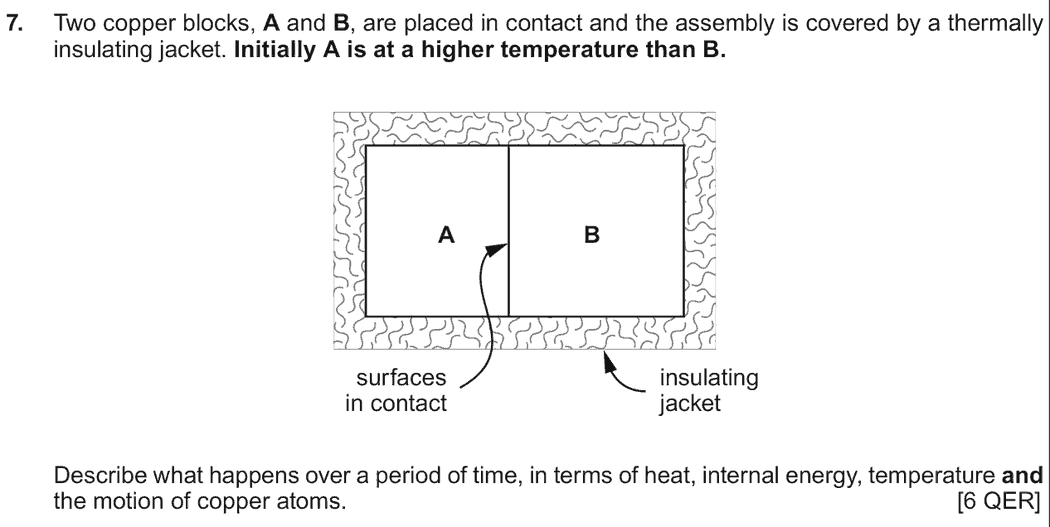 7. Two copper blocks, A and B, are placed in contact and the assembly is covered by a thermally
insulating jacket. Initially A is at a higher temperature than B.
A
B
surfaces
in contact
insulating
jacket
Describe what happens over a period of time, in terms of heat, internal energy, temperature and
the motion of copper atoms. [6 QER]